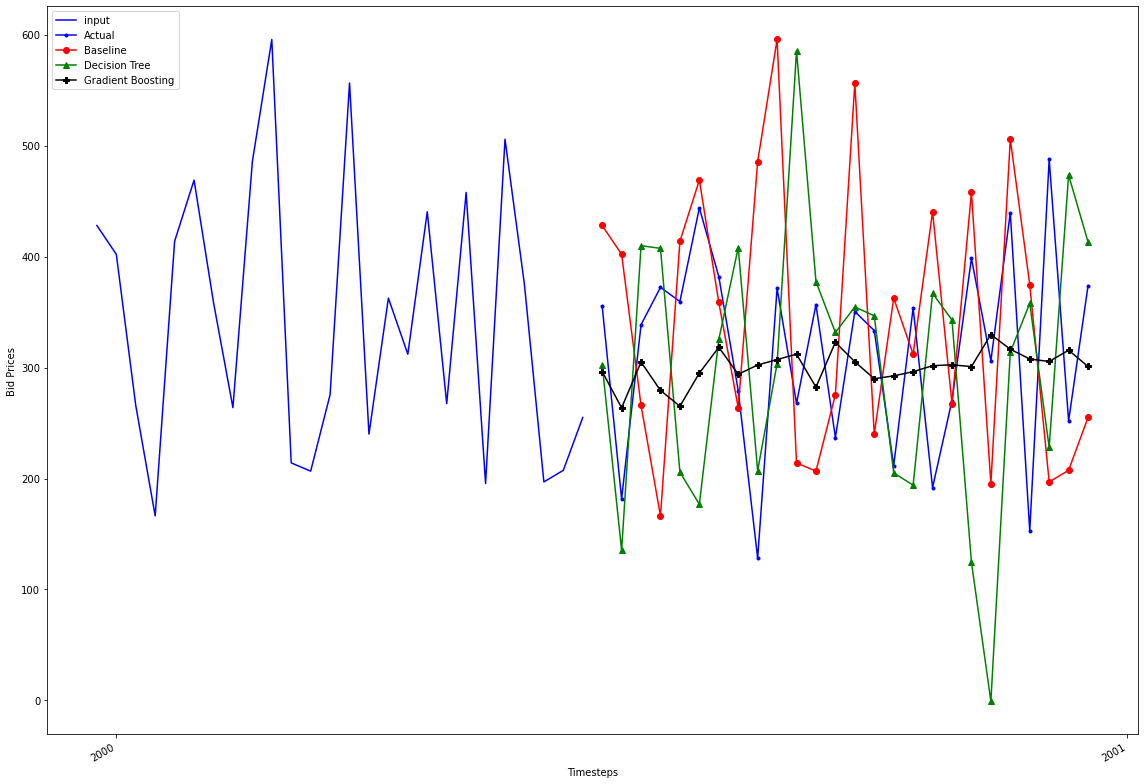 input
Actual
Baseline
Decision Tree
Gradient Boosting
600
500
400
300
200
100
0
Bid Prices
2000
2001
Timesteps